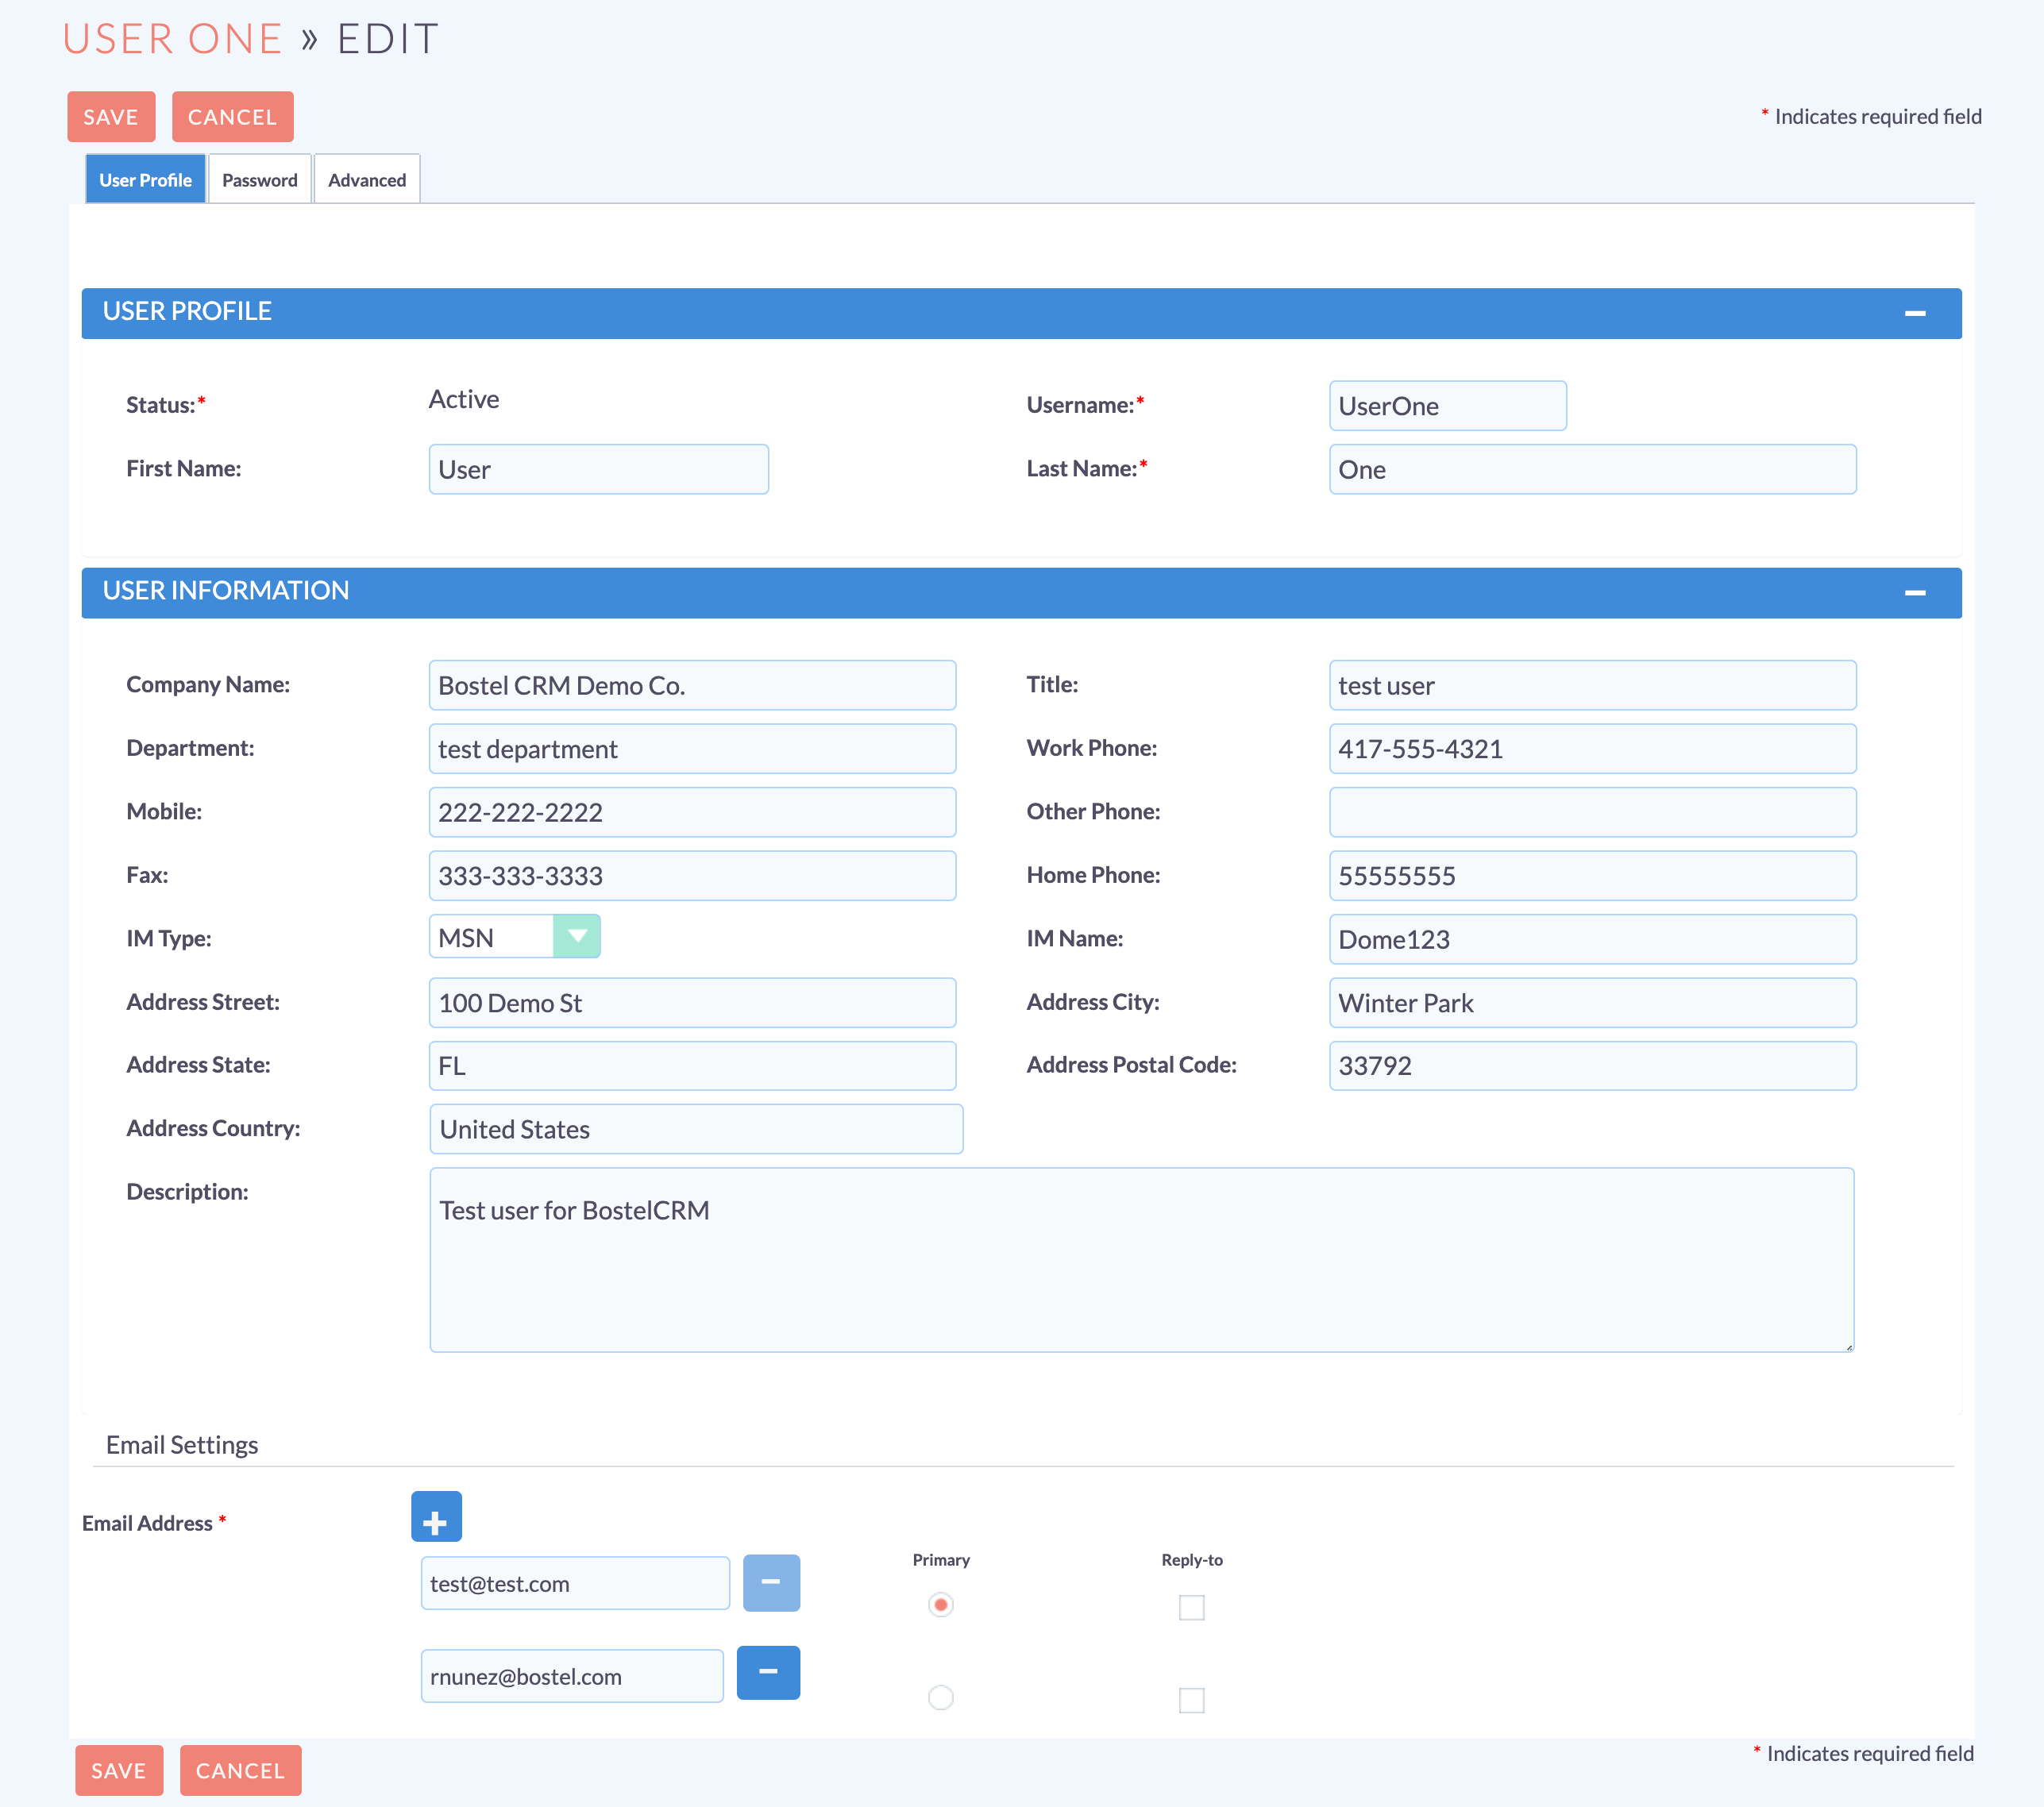 USER ONE » EDIT
SAVE CANCEL * Indicates required field
User Profile Password Advanced
USER PROFILE
Status:* Active Username:* UserOne
First Name: User Last Name:* One
USER INFORMATION
Company Name: Bostel CRM Demo Co. Title: test user
Department: test department Work Phone: 417-555-4321
Mobile: 222-222-2222 Other Phone:
Fax: 333-333-3333 Home Phone: 55555555
IM Type: MSN IM Name: Dome123
Address Street: 100 Demo St Address City: Winter Park
Address State: FL Address Postal Code: 33792
Address Country: United States
Description: Test user for BostelCRM
Email Settings
Email Address *
Primary Reply-to
test@test.com
rnunez@bostel.com
SAVE CANCEL * Indicates required field